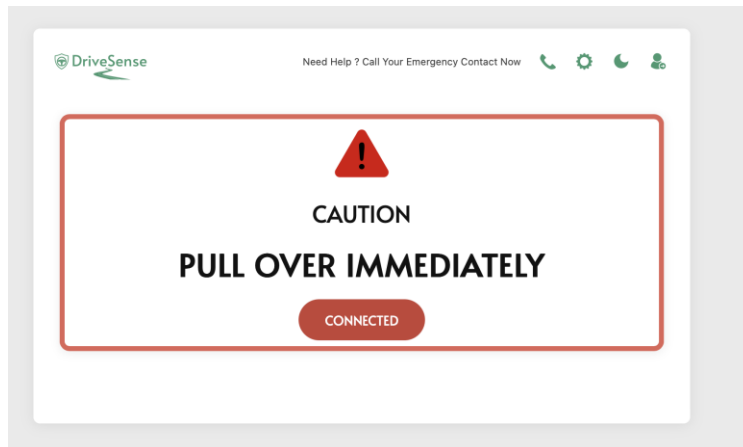 DriveSense
Need Help ? Call Your Emergency Contact Now
CAUTION
PULL OVER IMMEDIATELY
CONNECTED